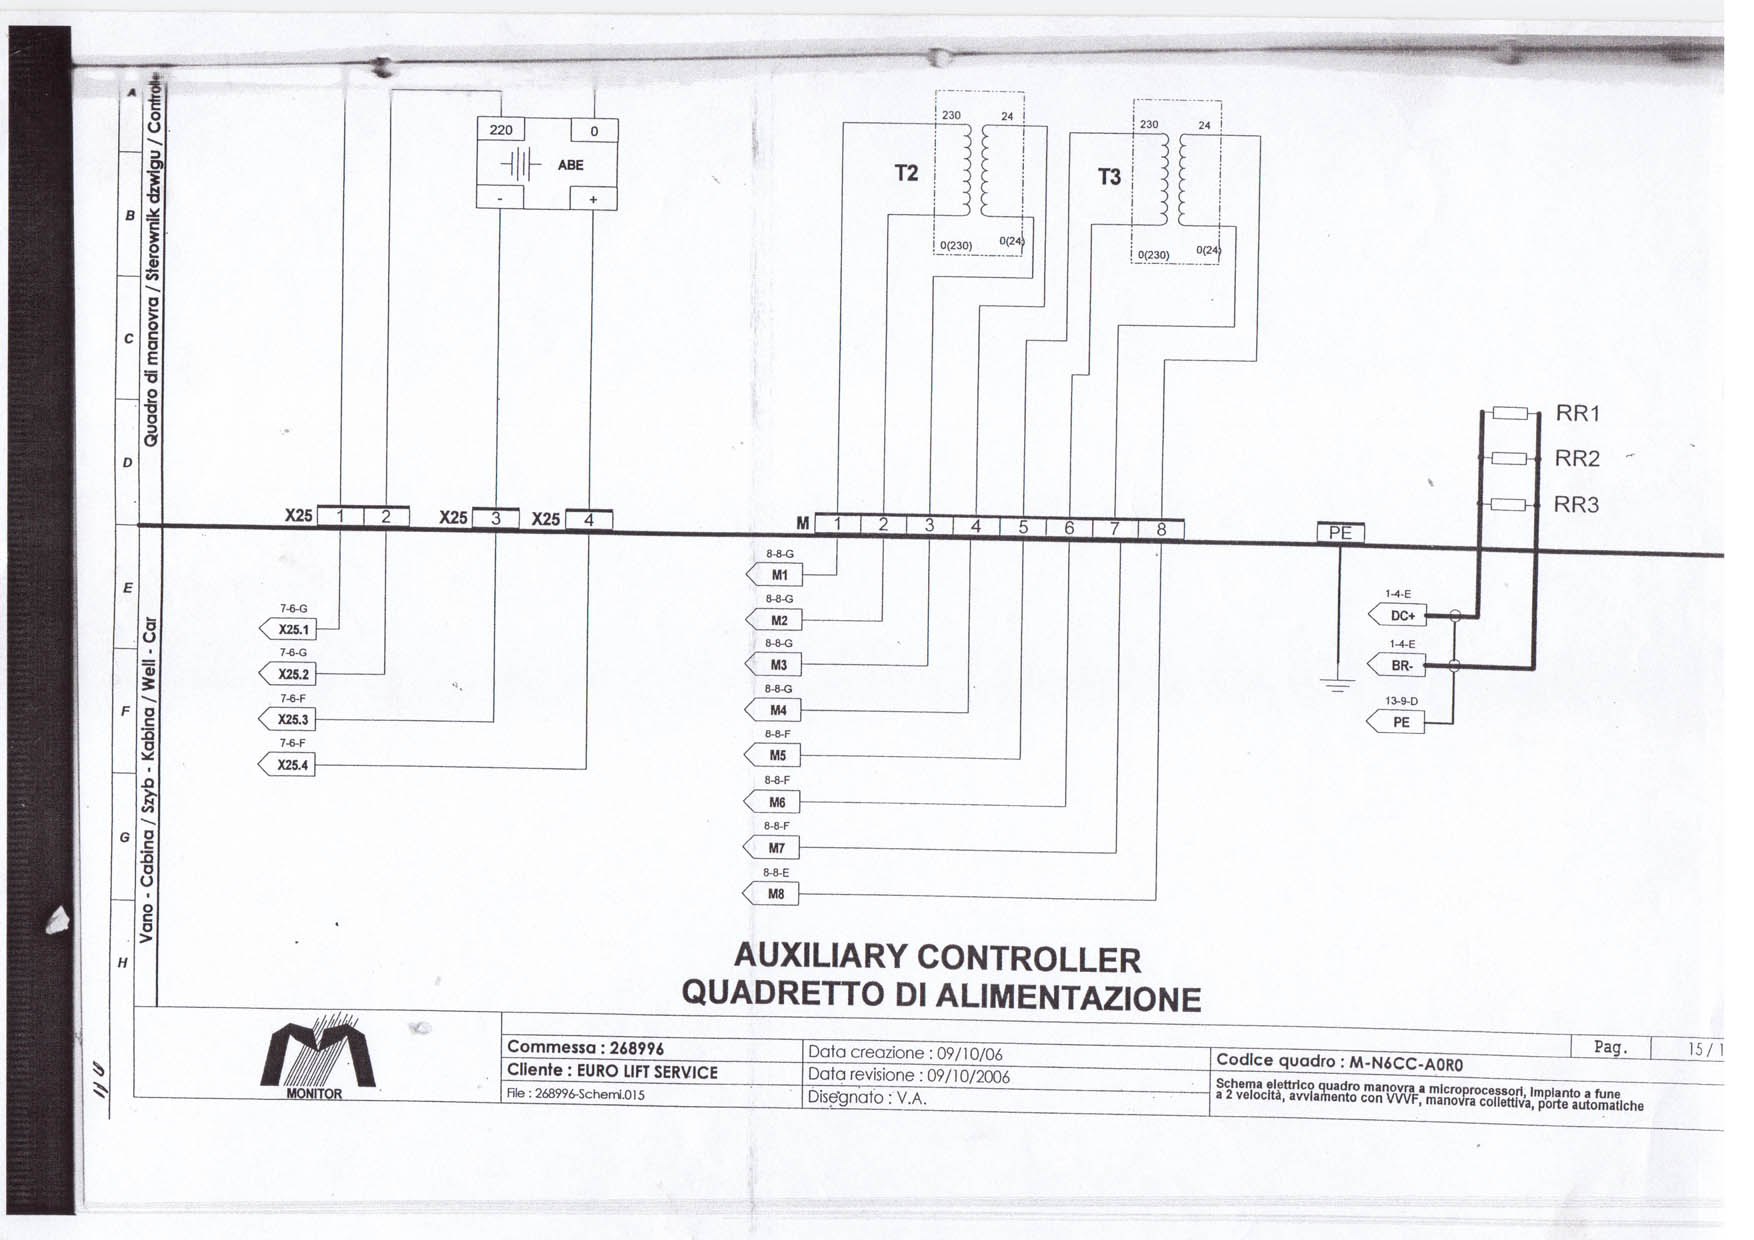 A
B
C
D
E
F
G
H
Quadro di manovra / Sterownik dzwigu / Controlle
Vano - Cabina / Szyb - Kabina / Well - Car
220
0
ABE
-
+
230
24
T2
0(230)
0(24)
230
24
T3
0(230)
0(24)
RR1
RR2
RR3
X25 1 2
X25 3
X25 4
M 1 2 3 4 5 6 7 8
PE
7-6-G
X25.1
7-6-G
X25.2
7-6-F
X25.3
7-6-F
X25.4
8-8-G
M1
8-8-G
M2
8-8-G
M3
8-8-G
M4
8-8-F
M5
8-8-F
M6
8-8-F
M7
8-8-E
M8
1-4-E
DC+
1-4-E
BR-
13-9-D
PE
AUXILIARY CONTROLLER
QUADRETTO DI ALIMENTAZIONE
MONITOR
Commessa : 268996
Cliente : EURO LIFT SERVICE
File : 268996-Schemi.015
Data creazione : 09/10/06
Data revisione : 09/10/2006
Disegnato : V.A.
Pag. 15 / 1
Codice quadro : M-N6CC-A0R0
Schema elettrico quadro manovra a microprocessori, Impianto a fune
a 2 velocità, avviamento con VVVF, manovra collettiva, porte automatiche